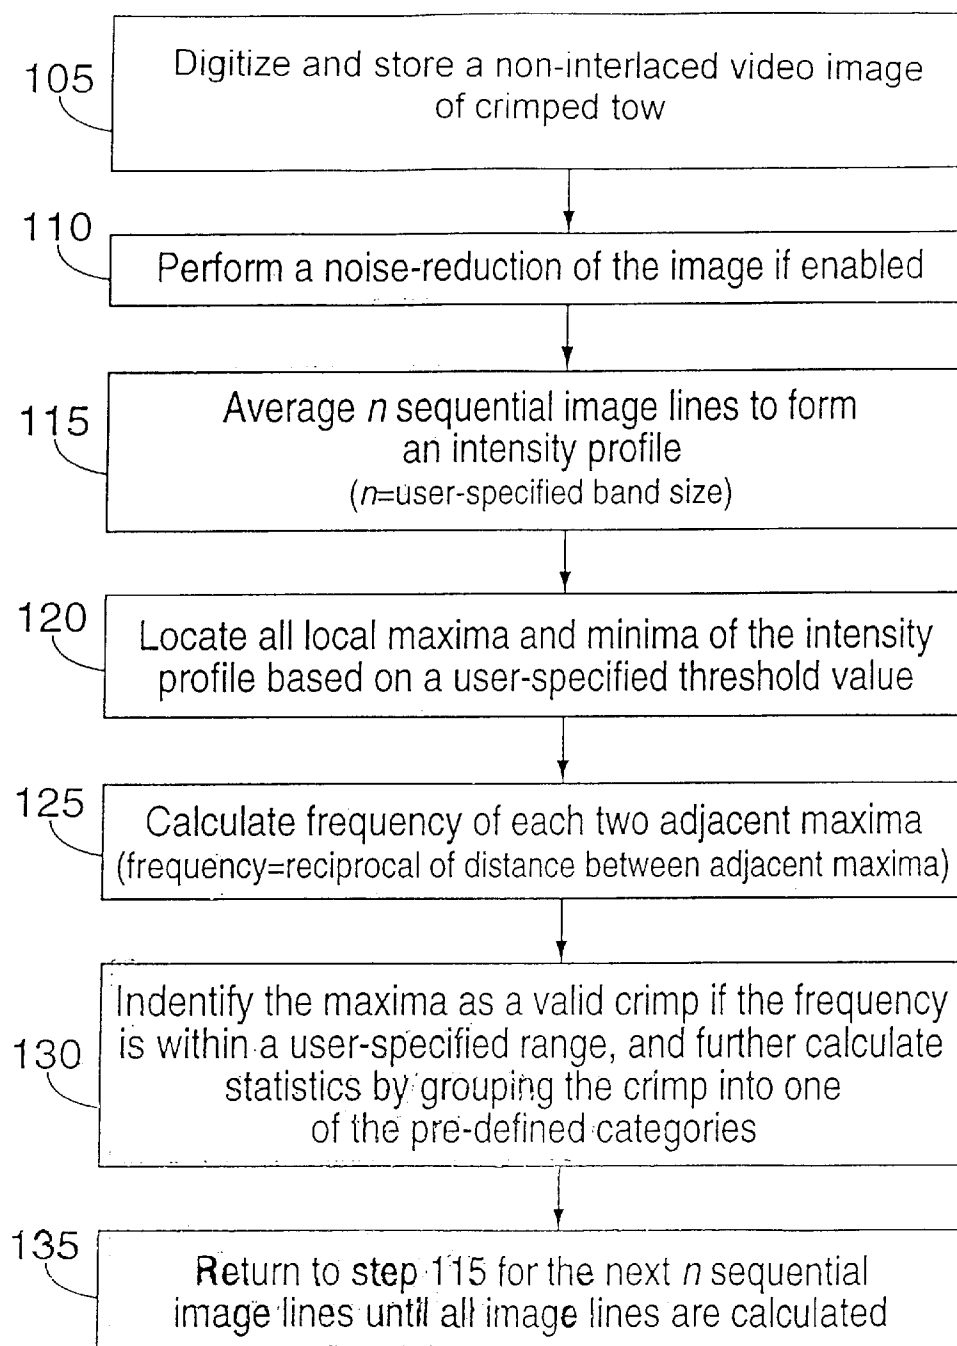 105
Digitize and store a non-interlaced video image
of crimped tow
110
Perform a noise-reduction of the image if enabled
115
Average n sequential image lines to form
an intensity profile
(n=user-specified band size)
120
Locate all local maxima and minima of the intensity
profile based on a user-specified threshold value
125
Calculate frequency of each two adjacent maxima
(frequency=reciprocal of distance between adjacent maxima)
130
Indentify the maxima as a valid crimp if the frequency
is within a user-specified range, and further calculate
statistics by grouping the crimp into one
of the pre-defined categories
135
Return to step 115 for the next n sequential
image lines until all image lines are calculated